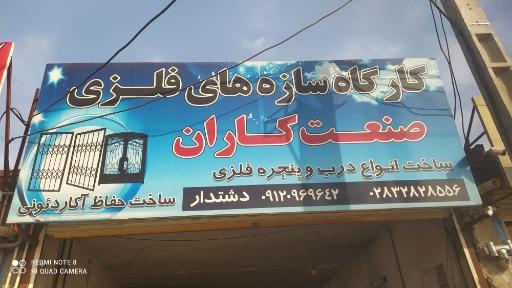 کارگاه سازه های فلزی
صنعت کاران
ساخت انواع درب و پنجره فلزی
۰۲۸۳۲۸۲۸۵۵۶ ۰۹۱۲۰۹۶۹۶۴۲ دشتدار
ساخت حفاظ آکاردئونی
REDMI NOTE 8
AI QUAD CAMERA